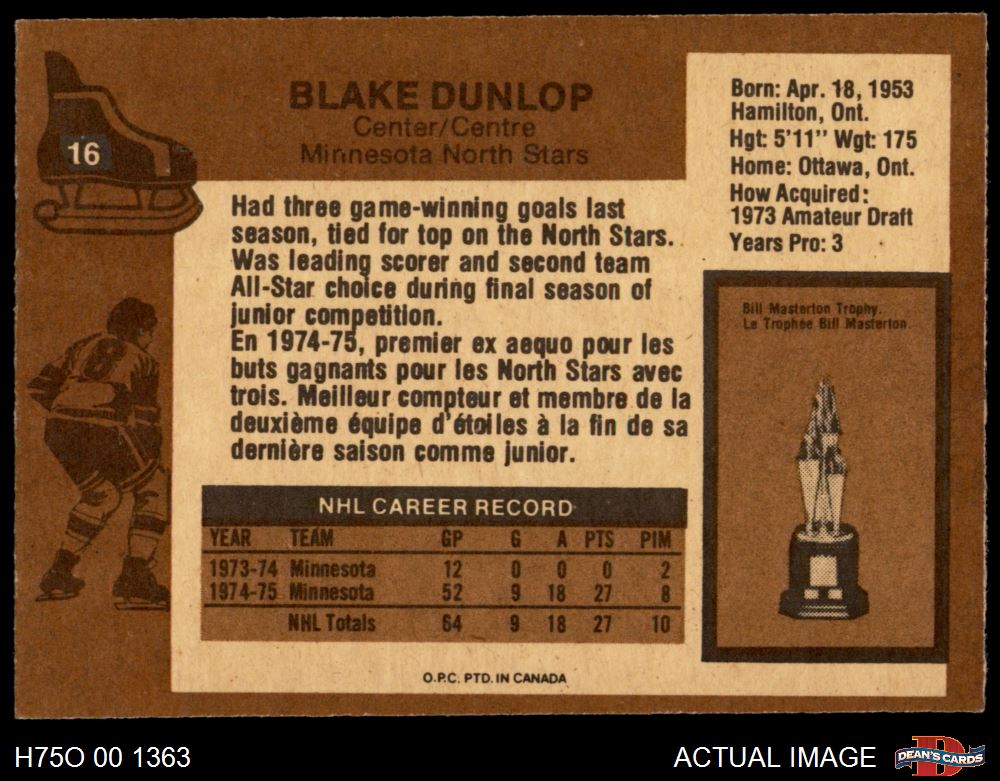 16
BLAKE DUNLOP
Center/Centre
Minnesota North Stars
Born: Apr. 18, 1953
Hamilton, Ont.
Hgt: 5'11'' Wgt: 175
Home: Ottawa, Ont.
How Acquired:
1973 Amateur Draft
Years Pro: 3
Had three game-winning goals last
season, tied for top on the North Stars.
Was leading scorer and second team
All-Star choice during final season of
junior competition.
En 1974-75, premier ex aequo pour les
buts gagnants pour les North Stars avec
trois. Meilleur compteur et membre de la
deuxième équipe d'étoiles à la fin de sa
dernière saison comme junior.
Bill Masterton Trophy.
Le Trophée Bill Masterton.
8
NHL CAREER RECORD
YEAR TEAM GP G A PTS PIM
1973-74 Minnesota 12 0 0 0 2
1974-75 Minnesota 52 9 18 27 8
NHL Totals 64 9 18 27 10
O.P.C. PTD. IN CANADA
H75O 00 1363
ACTUAL IMAGE
D
DEAN'S CARDS